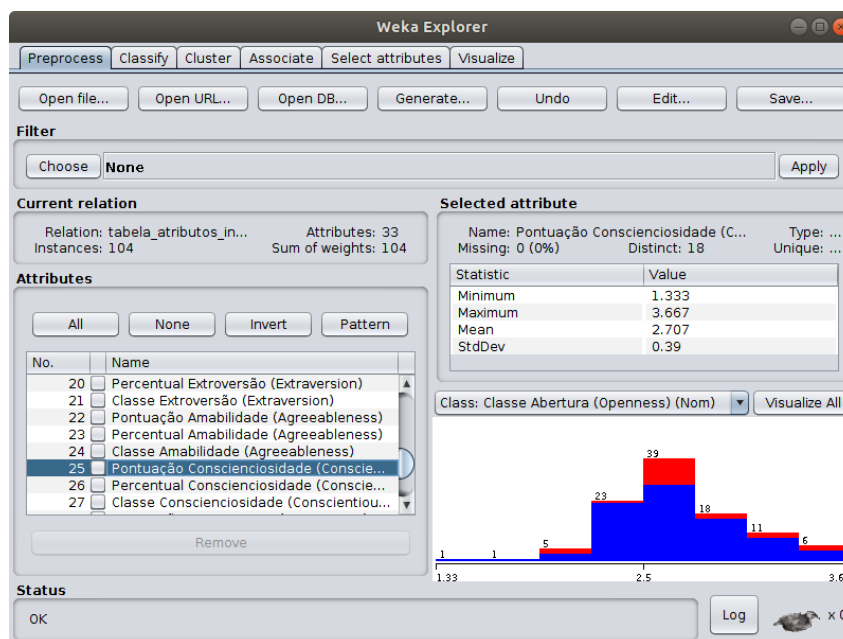 Weka Explorer
Preprocess Classify Cluster Associate Select attributes Visualize
Open file... Open URL... Open DB... Generate... Undo Edit... Save...
Filter
Choose None Apply
Current relation
Relation: tabela_atributos_in... Attributes: 33
Instances: 104 Sum of weights: 104
Attributes
All None Invert Pattern
No. Name
20 Percentual Extroversão (Extraversion)
21 Classe Extroversão (Extraversion)
22 Pontuação Amabilidade (Agreeableness)
23 Percentual Amabilidade (Agreeableness)
24 Classe Amabilidade (Agreeableness)
25 Pontuação Conscienciosidade (Conscie...
26 Percentual Conscienciosidade (Conscie...
27 Classe Conscienciosidade (Conscientiou...
Remove
Selected attribute
Name: Pontuação Conscienciosidade (C... Type: ...
Missing: 0 (0%) Distinct: 18 Unique: ...
Statistic Value
Minimum 1.333
Maximum 3.667
Mean 2.707
StdDev 0.39
Class: Classe Abertura (Openness) (Nom) Visualize All
1 1 5 23 39 18 11 6
1.33 2.5 3.6
Status
OK
Log x 0